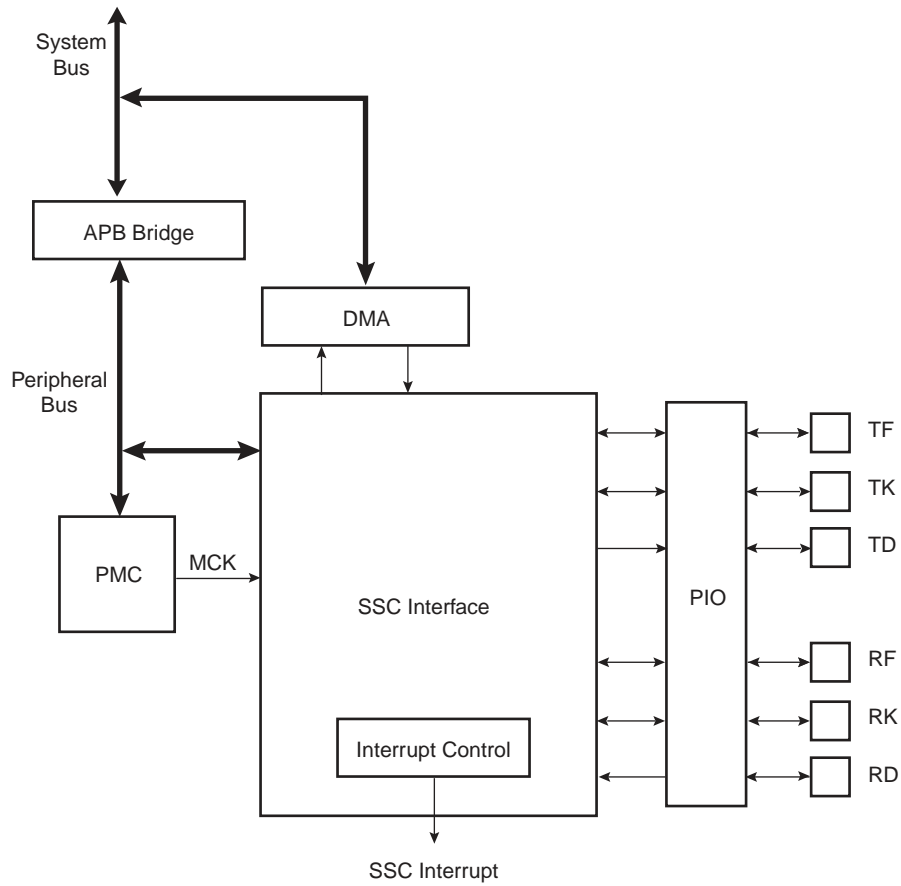 System
Bus
APB Bridge
DMA
Peripheral
Bus
TF
TK
PMC
MCK
TD
SSC Interface
PIO
RF
RK
Interrupt Control
RD
SSC Interrupt